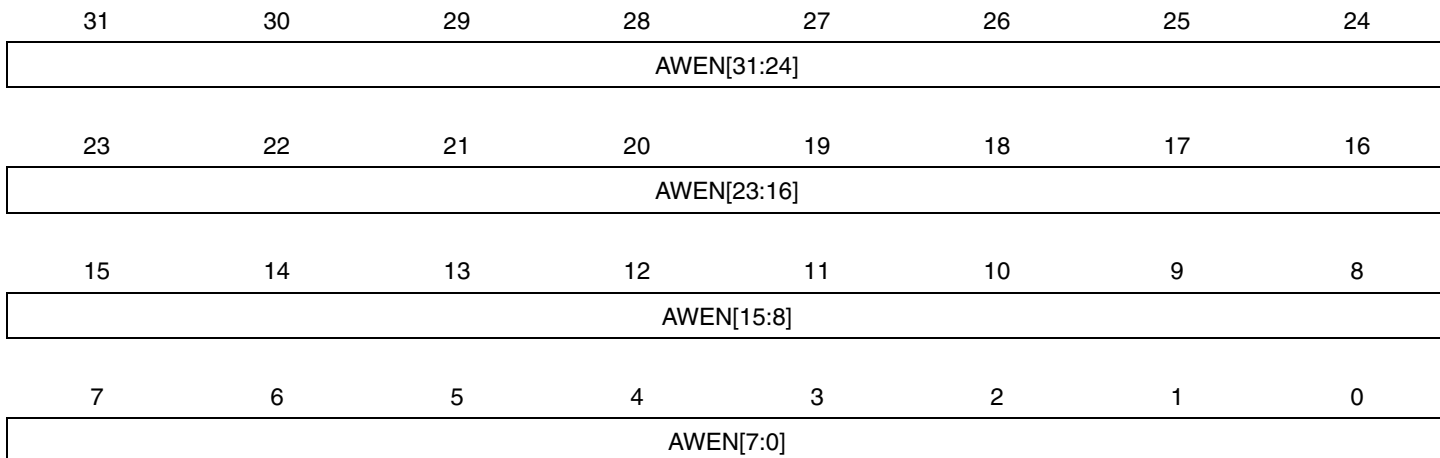 31 30 29 28 27 26 25 24
AWEN[31:24]
23 22 21 20 19 18 17 16
AWEN[23:16]
15 14 13 12 11 10 9 8
AWEN[15:8]
7 6 5 4 3 2 1 0
AWEN[7:0]